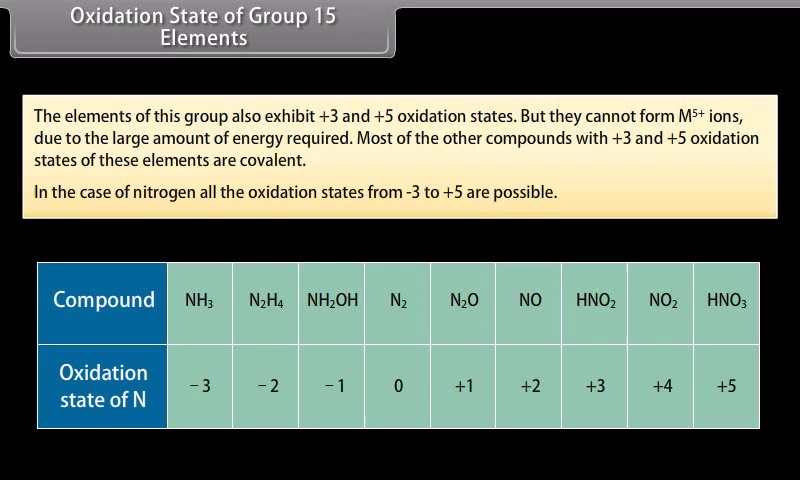 Oxidation State of Group 15
Elements
The elements of this group also exhibit +3 and +5 oxidation states. But they cannot form M⁵⁺ ions,
due to the large amount of energy required. Most of the other compounds with +3 and +5 oxidation
states of these elements are covalent.
In the case of nitrogen all the oxidation states from -3 to +5 are possible.
Compound NH₃ N₂H₄ NH₂OH N₂ N₂O NO HNO₂ NO₂ HNO₃
Oxidation
state of N – 3 – 2 – 1 0 +1 +2 +3 +4 +5